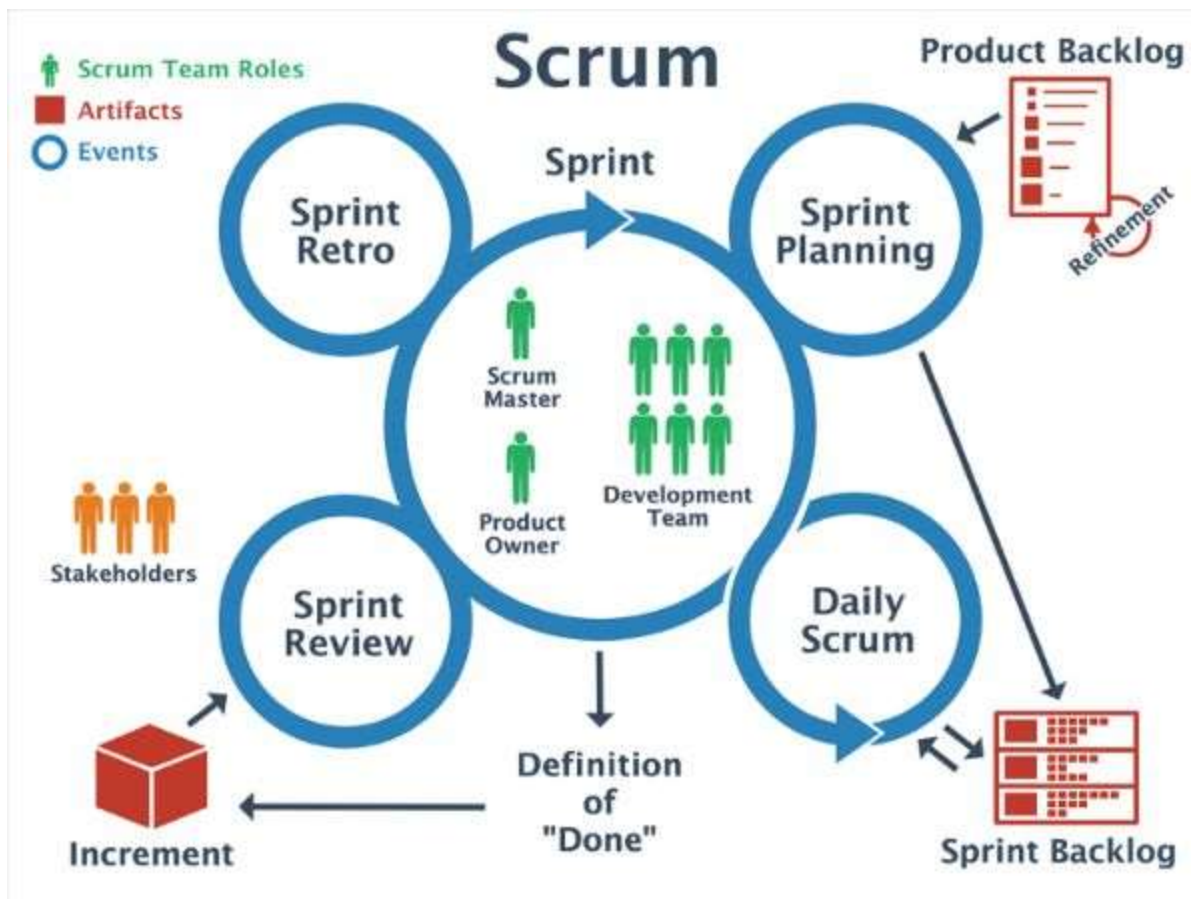 Scrum
Scrum Team Roles
Artifacts
Events
Product Backlog
Refinement
Sprint
Sprint
Retro
Sprint
Planning
Scrum
Master
Product
Owner
Development
Team
Stakeholders
Sprint
Review
Daily
Scrum
Definition
of
"Done"
Increment
Sprint Backlog